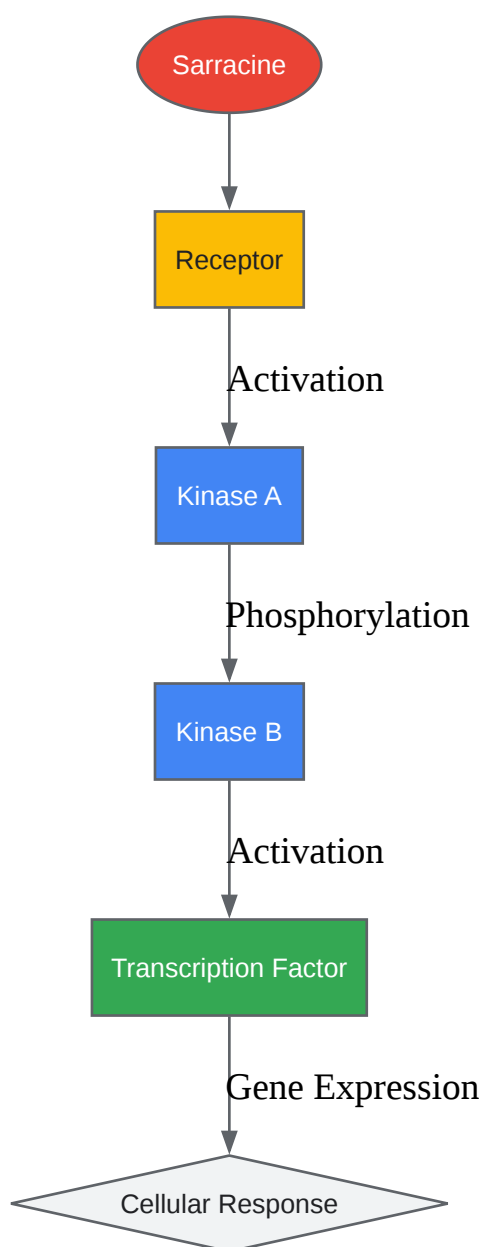 Sarracine
Receptor
Activation
Kinase A
Phosphorylation
Kinase B
Activation
Transcription Factor
Gene Expression
Cellular Response